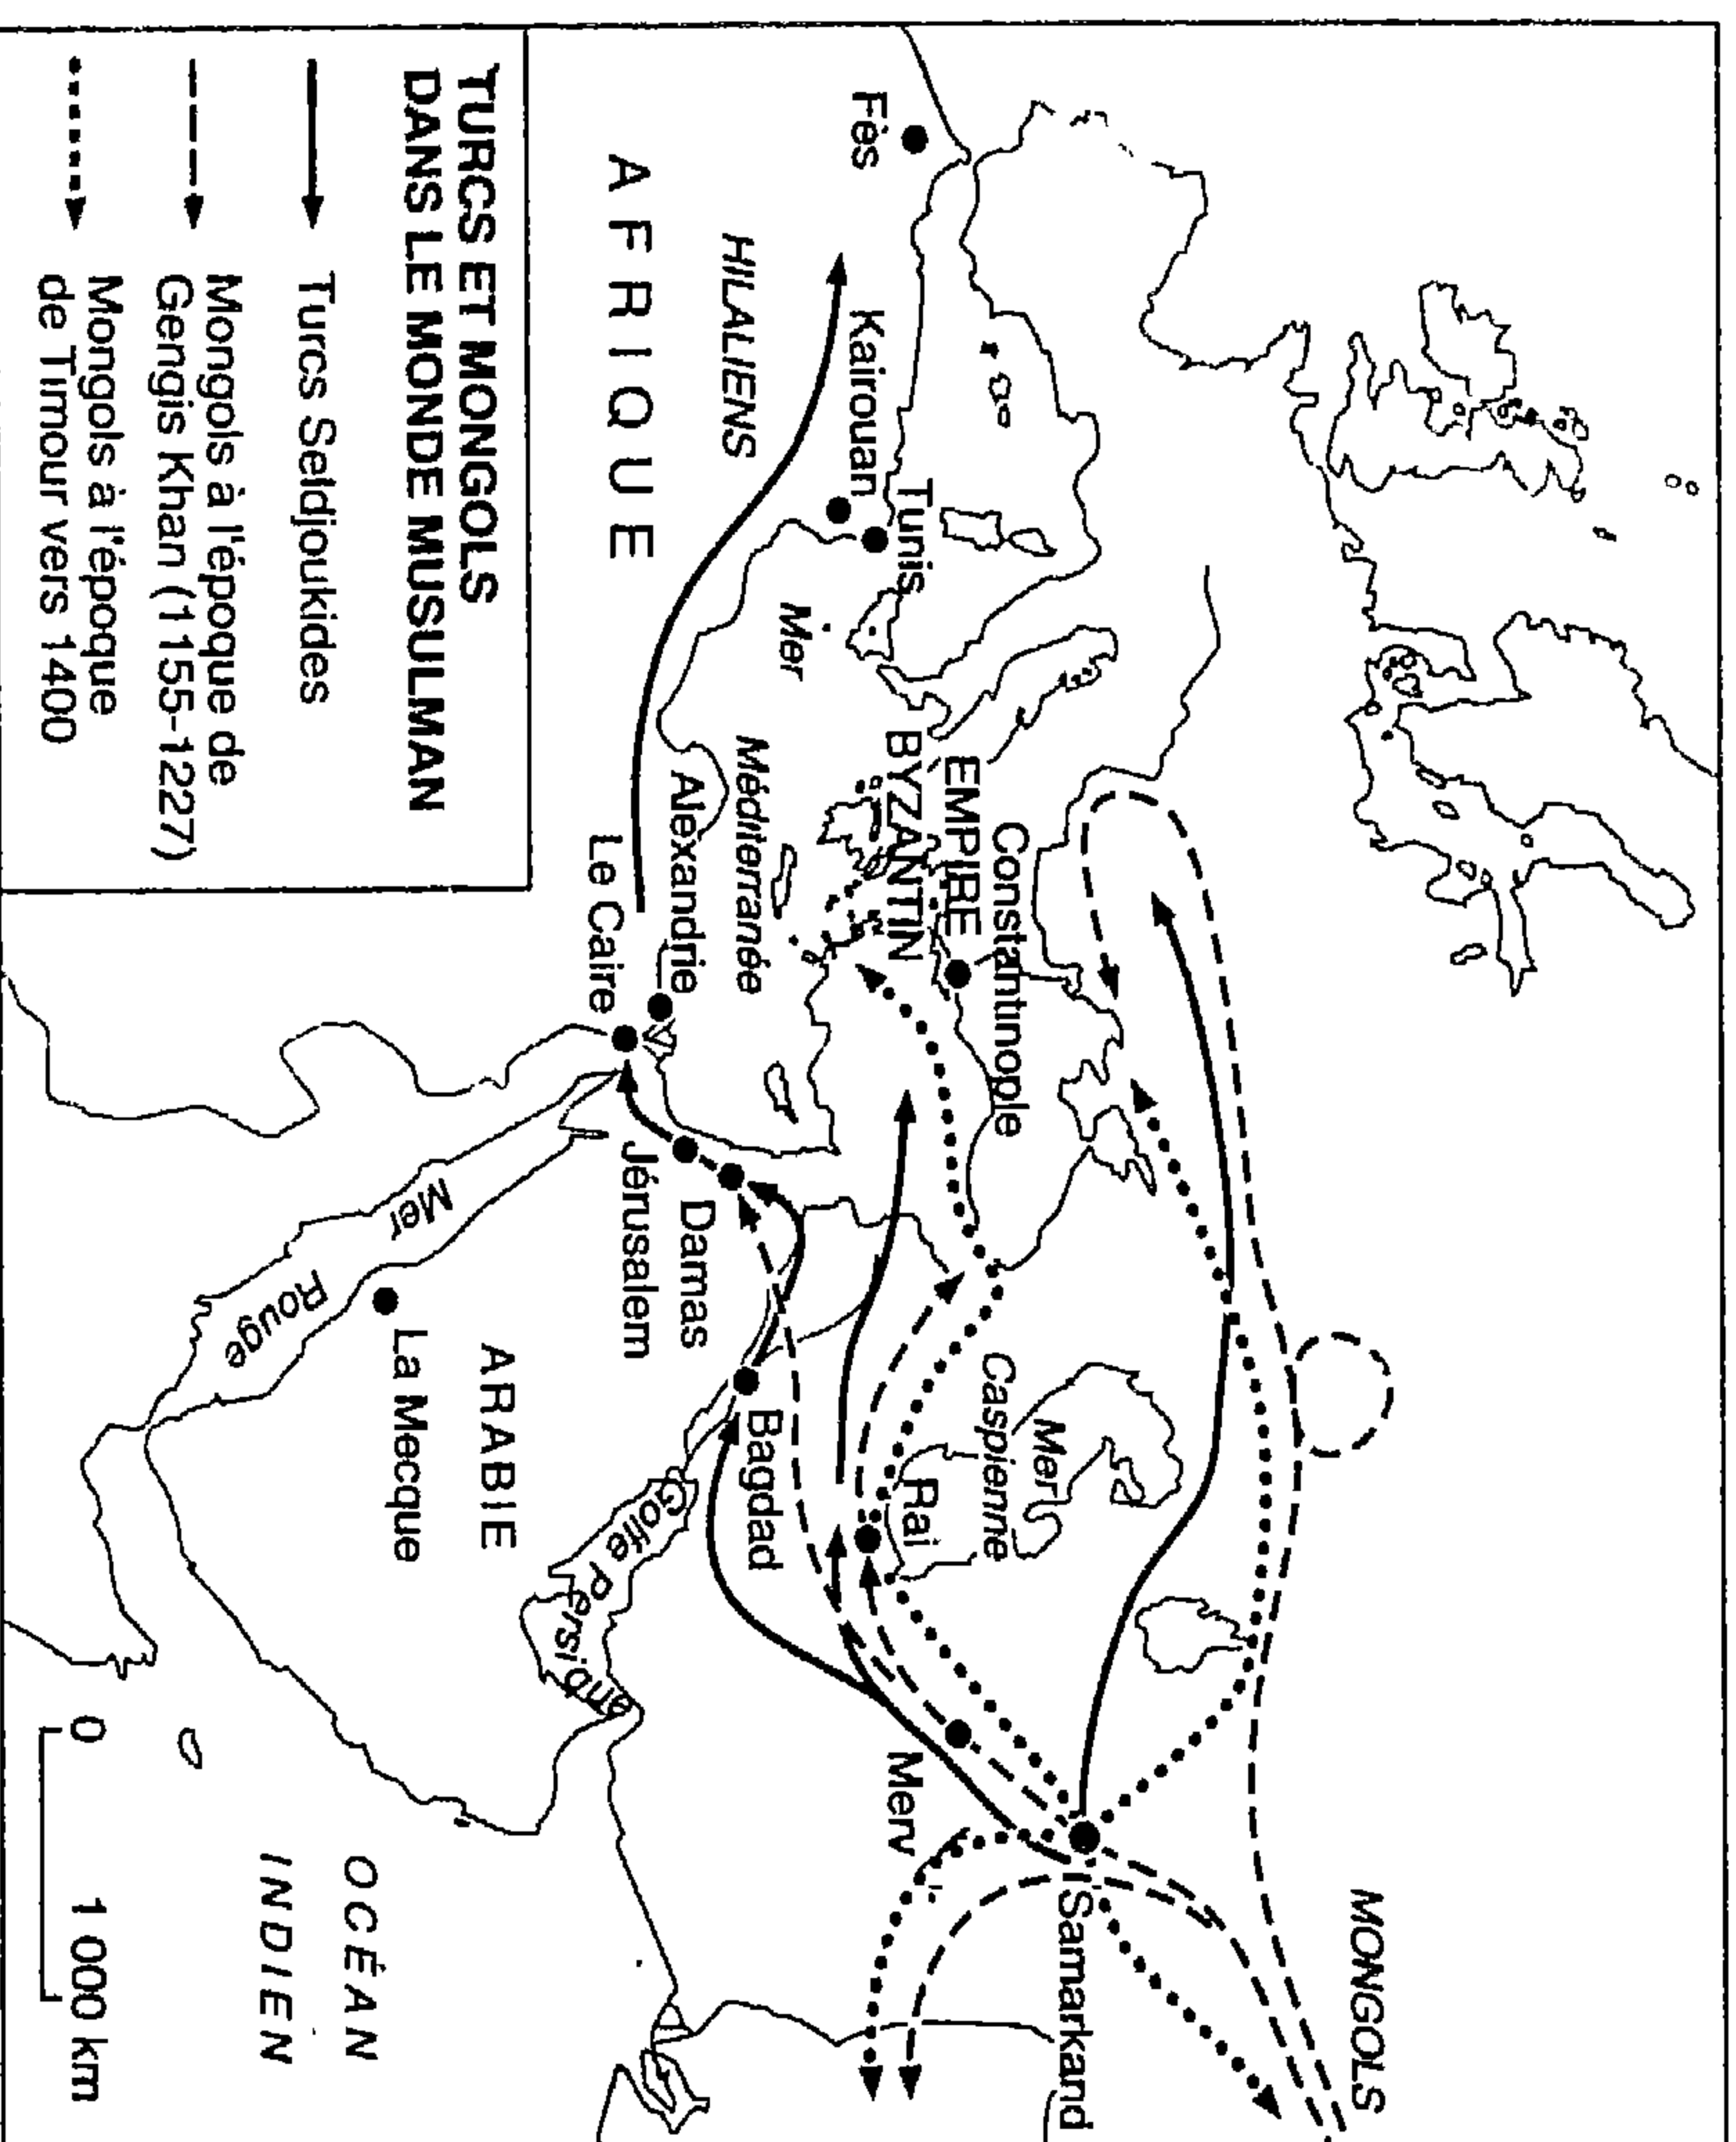 MONGOLS
Samarkand
Merv
Mer
Caspienne
Rai
Constantinople
EMPIRE
BYZANTIN
Bagdad
Golfe Persique
Damas
Jérusalem
Mer
Méditerranée
Alexandrie
Le Caire
Tunis
Kairouan
Fès
HILALIENS
AFRIQUE
ARABIE
La Mecque
Mer
Rouge
OCÉAN
INDIEN
0 1 000 km
TURCS ET MONGOLS
DANS LE MONDE MUSULMAN
Turcs Seldjoukides
Mongols à l'époque de
Gengis Khan (1155-1227)
Mongols à l'époque
de Timour vers 1400